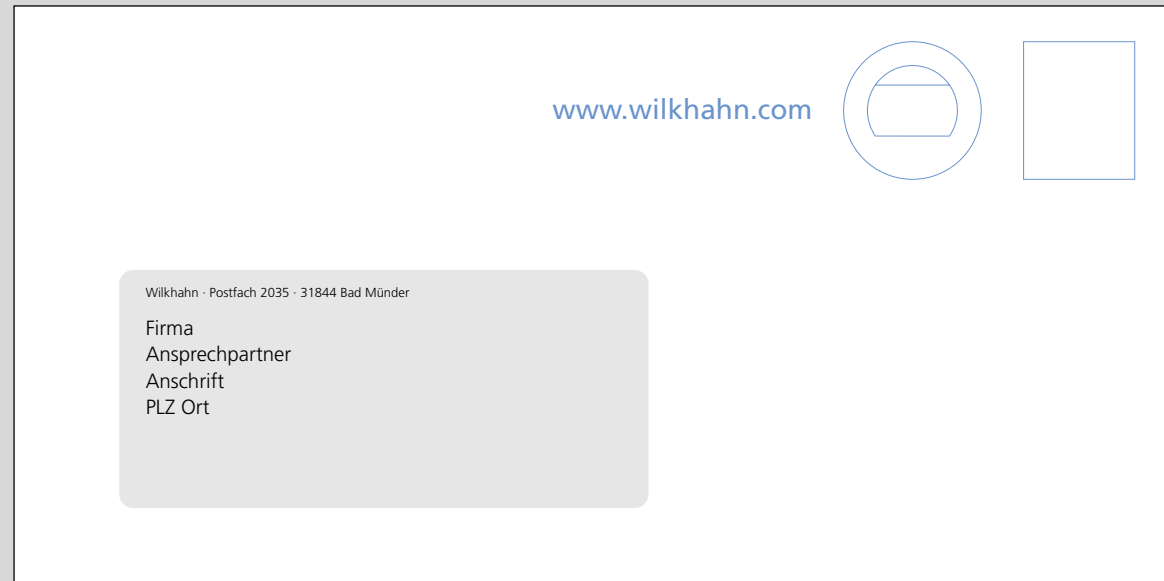 www.wilkhahn.com
Wilkhahn · Postfach 2035 · 31844 Bad Münder
Firma
Ansprechpartner
Anschrift
PLZ Ort